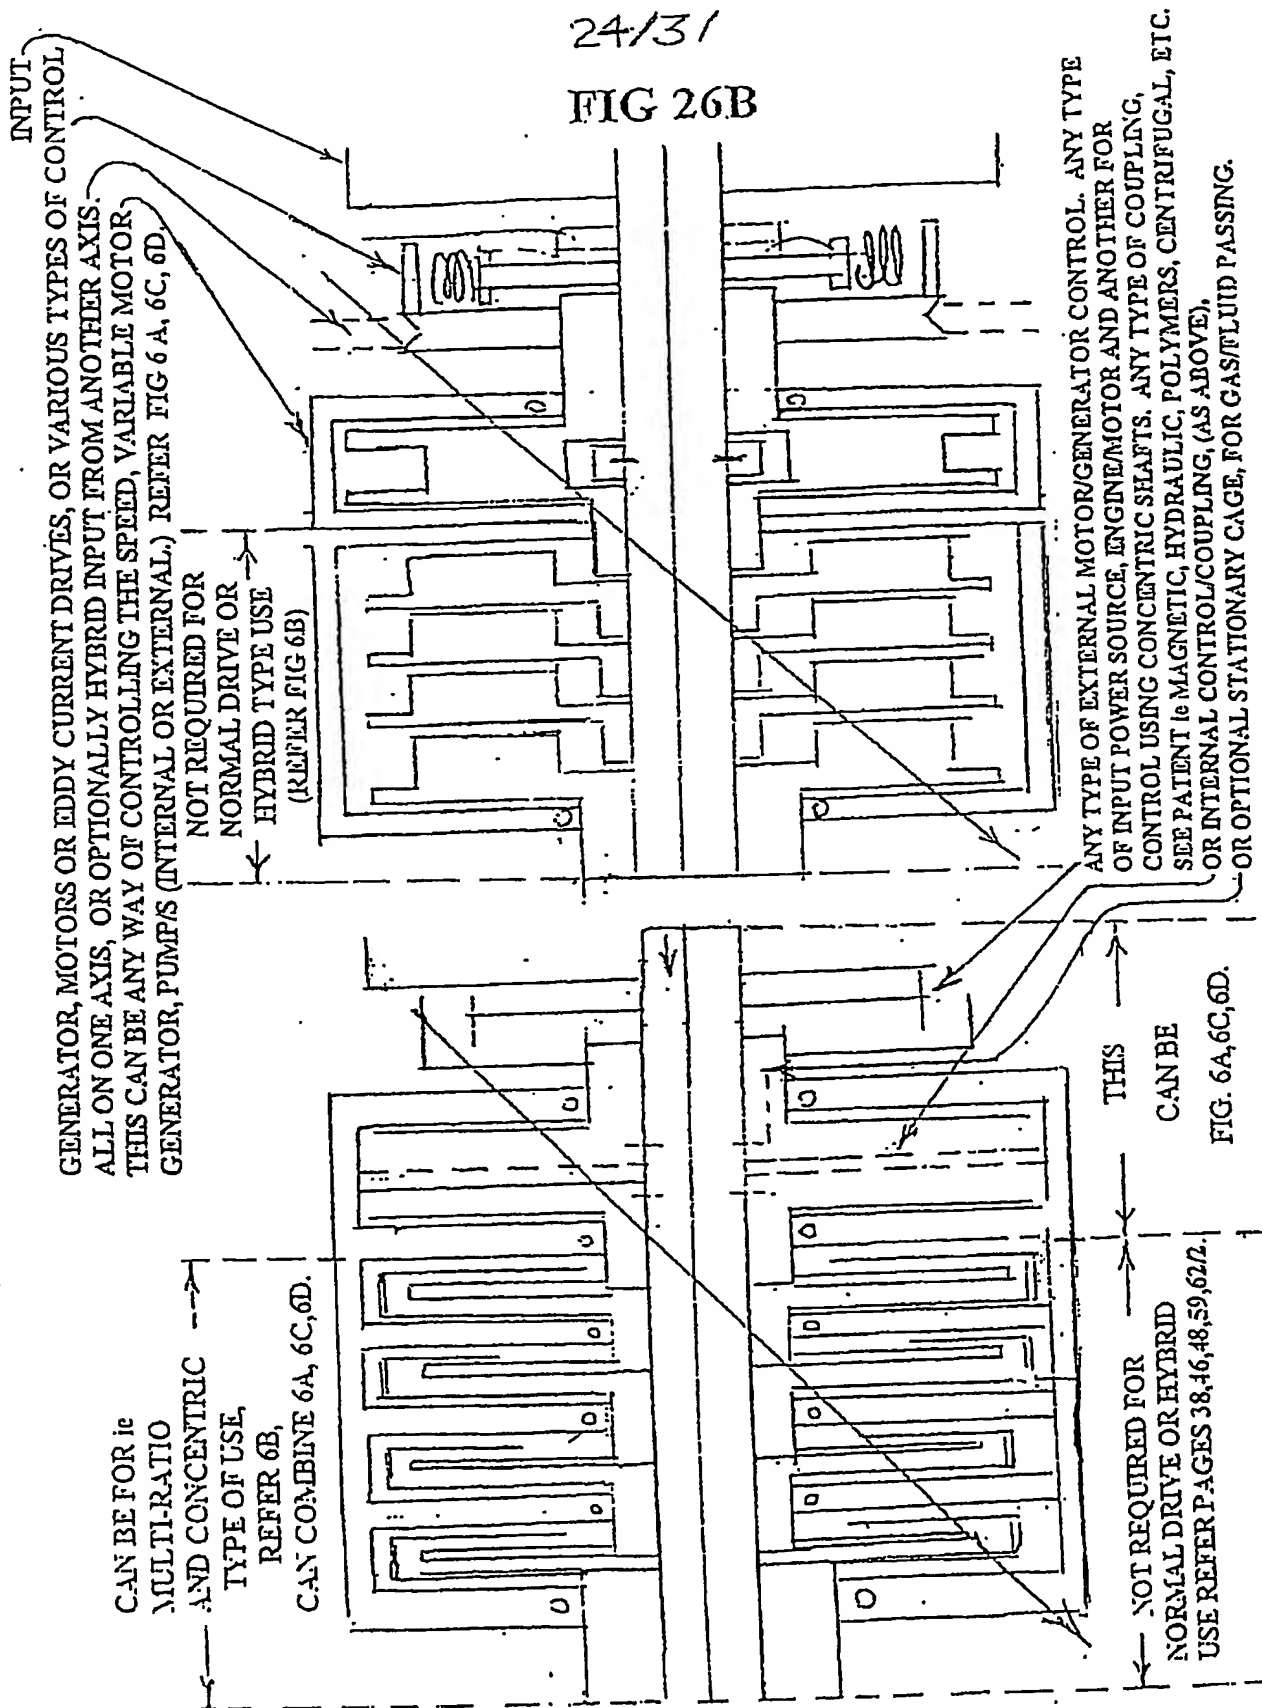 24/31
FIG 26B
INPUT
GENERATOR, MOTORS OR EDDY CURRENT DRIVES, OR VARIOUS TYPES OF CONTROL
ALL ON ONE AXIS, OR OPTIONALLY HYBRID INPUT FROM ANOTHER AXIS.
THIS CAN BE ANY WAY OF CONTROLLING THE SPEED, VARIABLE MOTOR,
GENERATOR, PUMP/S (INTERNAL OR EXTERNAL.) REFER FIG 6 A, 6C, 6D.
NOT REQUIRED FOR
NORMAL DRIVE OR
HYBRID TYPE USE
(REFER FIG 6B)
CAN BE FOR ie
MULTI-RATIO
AND CONCENTRIC
TYPE OF USE,
REFER 6B,
CAN COMBINE 6A, 6C,6D.
ANY TYPE OF EXTERNAL MOTOR/GENERATOR CONTROL. ANY TYPE
OF INPUT POWER SOURCE, ENGINE/MOTOR AND ANOTHER FOR
CONTROL USING CONCENTRIC SHAFTS. ANY TYPE OF COUPLING,
SEE PATENT ie MAGNETIC, HYDRAULIC, POLYMERS, CENTRIFUGAL, ETC.
OR INTERNAL CONTROL/COUPLING, (AS ABOVE),
OR OPTIONAL STATIONARY CAGE, FOR GAS/FLUID PASSING.
THIS
CAN BE
FIG. 6A,6C,6D.
NOT REQUIRED FOR
NORMAL DRIVE OR HYBRID
USE REFER PAGES 38,46,48,59,62/2.